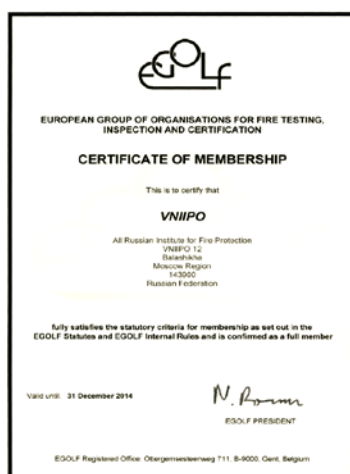 EGOLF
EUROPEAN GROUP OF ORGANISATIONS FOR FIRE TESTING,
INSPECTION AND CERTIFICATION
CERTIFICATE OF MEMBERSHIP
This is to certify that
VNIIPO
All Russian Institute for Fire Protection
VNIIPO 12
Balashikha
Moscow Region
143900
Russian Federation
fully satisfies the statutory criteria for membership as set out in the
EGOLF Statutes and EGOLF Internal Rules and is confirmed as a full member
Valid until: 31 December 2014
EGOLF PRESIDENT
EGOLF Registered Office: Ottergemsesteenweg 711, B-9000, Gent, Belgium